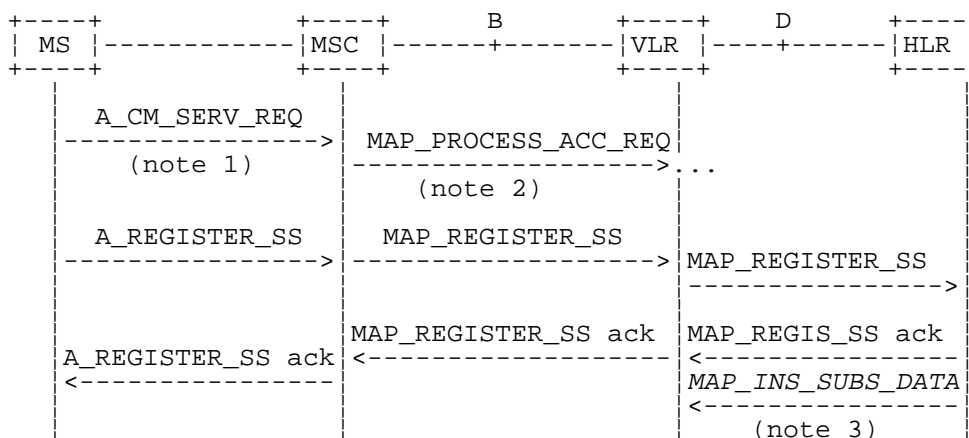 B D
MS MSC VLR HLR
A_CM_SERV_REQ
MAP_PROCESS_ACC_REQ
(note 1) ...
(note 2)
A_REGISTER_SS MAP_REGISTER_SS
MAP_REGISTER_SS
MAP_REGISTER_SS ack MAP_REGIS_SS ack
A_REGISTER_SS ack
MAP_INS_SUBS_DATA
(note 3)